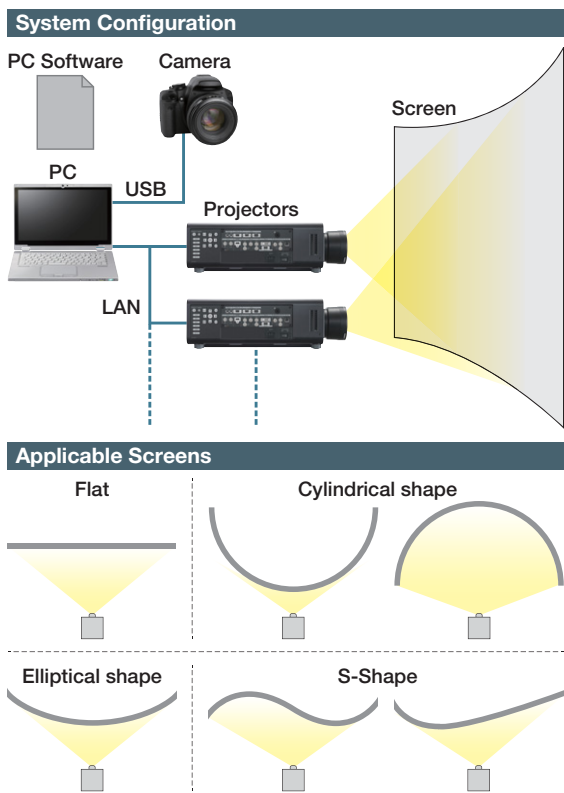 System Configuration
PC Software
Camera
Screen
PC
USB
Projectors
LAN
Applicable Screens
Flat
Cylindrical shape
Elliptical shape
S-Shape